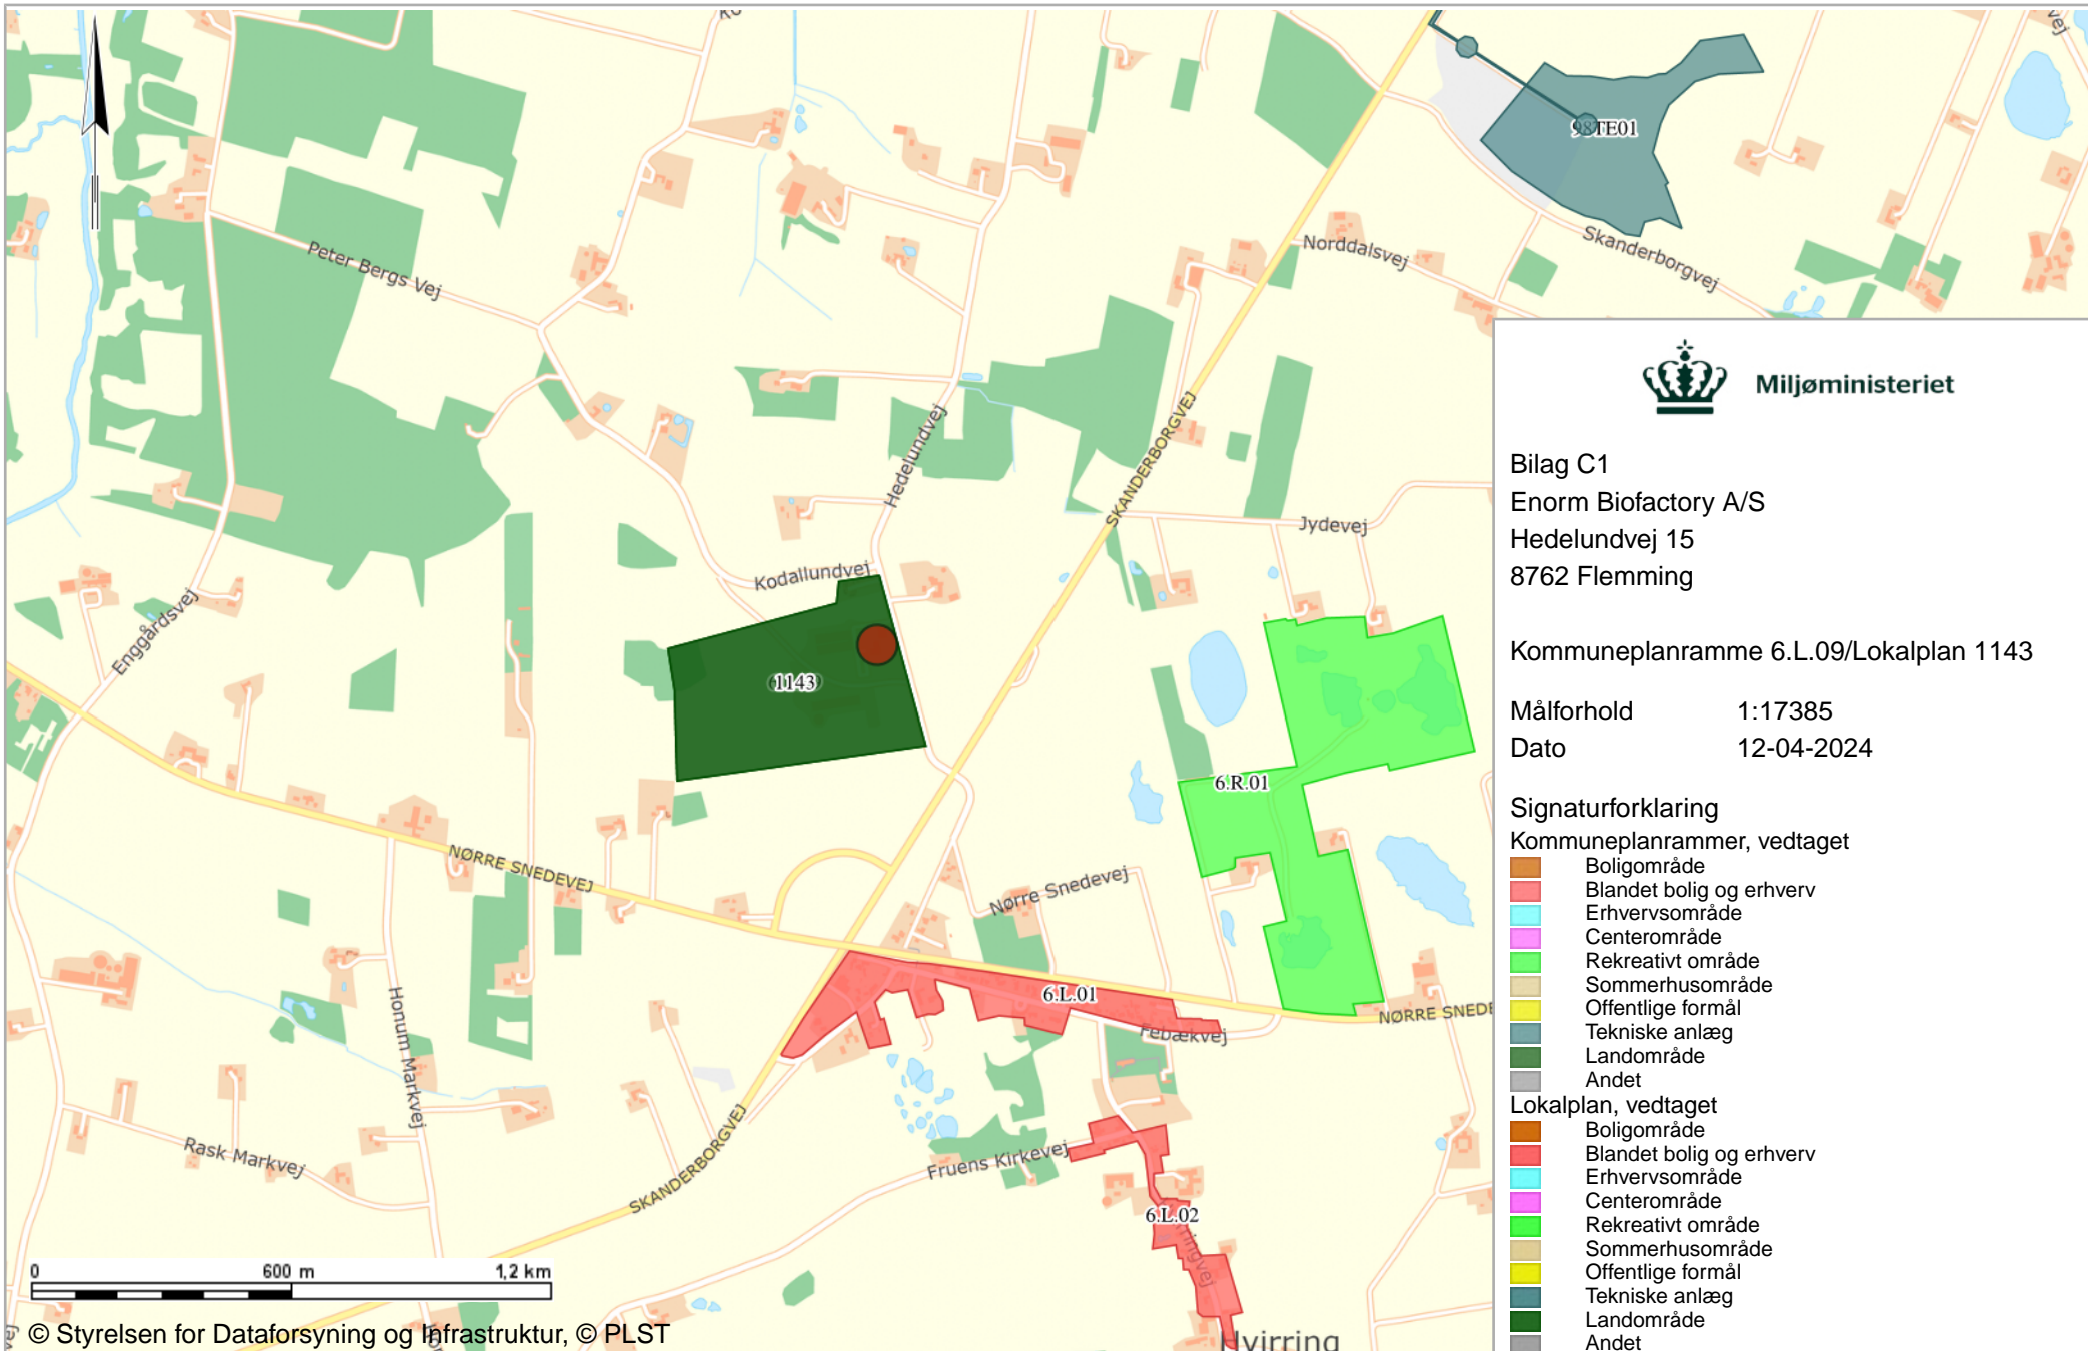 98TE01
Peter Bergs Vej
Norddalsvej
Skanderborgvej
Hedelundvej
SKANDERBORGVEJ
Jydevej
Kodallundvej
Enggårdsvej
1143
6.R.01
NØRRE SNEDEVEJ
Nørre Snedevej
6.L.01
NØRRE SNEDE
Febækvej
Honum Markvej
Rask Markvej
SKANDERBORGVEJ
Fruens Kirkevej
6.L.02
Hvirring
0 600 m 1,2 km
© Styrelsen for Dataforsyning og Infrastruktur, © PLST
Miljøministeriet
Bilag C1
Enorm Biofactory A/S
Hedelundvej 15
8762 Flemming
Kommuneplanramme 6.L.09/Lokalplan 1143
Målforhold 1:17385
Dato 12-04-2024
Signaturforklaring
Kommuneplanrammer, vedtaget
Boligområde
Blandet bolig og erhverv
Erhvervsområde
Centerområde
Rekreativt område
Sommerhusområde
Offentlige formål
Tekniske anlæg
Landområde
Andet
Lokalplan, vedtaget
Boligområde
Blandet bolig og erhverv
Erhvervsområde
Centerområde
Rekreativt område
Sommerhusområde
Offentlige formål
Tekniske anlæg
Landområde
Andet